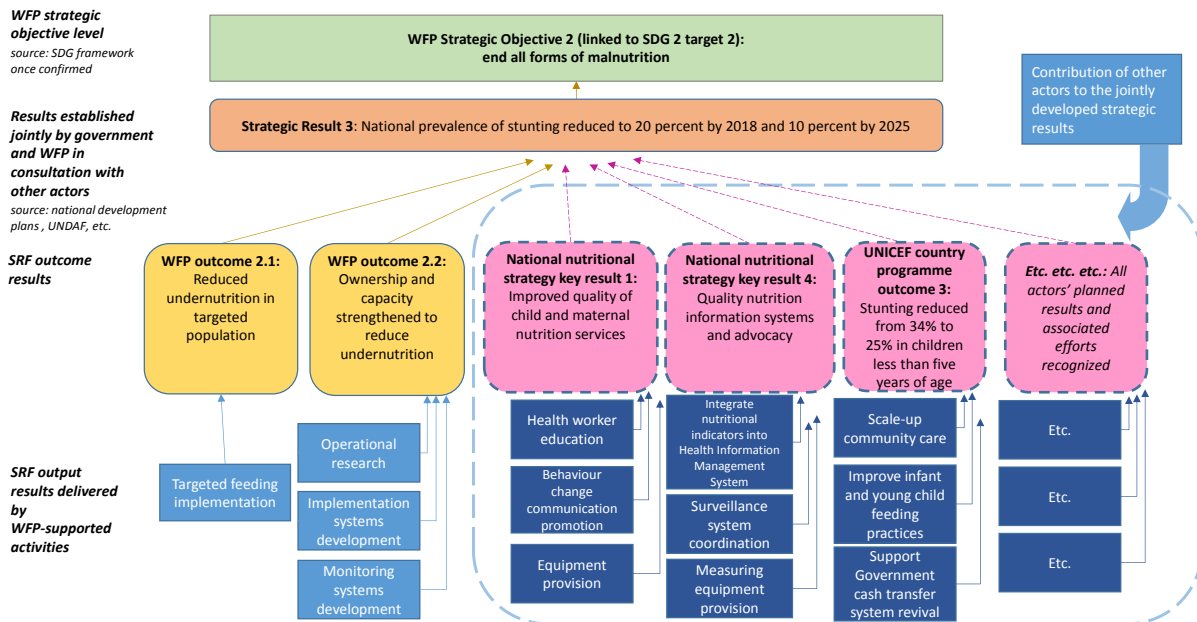 WFP strategic
objective level
source: SDG framework
once confirmed
WFP Strategic Objective 2 (linked to SDG 2 target 2):
end all forms of malnutrition
Contribution of other
actors to the jointly
developed strategic
results
Results established
jointly by government
and WFP in
consultation with
other actors
source: national development
plans , UNDAF, etc.
Strategic Result 3: National prevalence of stunting reduced to 20 percent by 2018 and 10 percent by 2025
SRF outcome
results
WFP outcome 2.1:
Reduced
undernutrition in
targeted
population
WFP outcome 2.2:
Ownership and
capacity
strengthened to
reduce
undernutrition
National nutritional
strategy key result 1:
Improved quality of
child and maternal
nutrition services
National nutritional
strategy key result 4:
Quality nutrition
information systems
and advocacy
UNICEF country
programme
outcome 3:
Stunting reduced
from 34% to
25% in children
less than five
years of age
Etc. etc. etc.: All
actors’ planned
results and
associated
efforts
recognized
SRF output
results delivered
by
WFP-supported
activities
Targeted feeding
implementation
Operational
research
Implementation
systems
development
Monitoring
systems
development
Health worker
education
Behaviour
change
communication
promotion
Equipment
provision
Integrate
nutritional
indicators into
Health Information
Management
System
Surveillance
system
coordination
Measuring
equipment
provision
Scale-up
community care
Improve infant
and young child
feeding
practices
Support
Government
cash transfer
system revival
Etc.
Etc.
Etc.